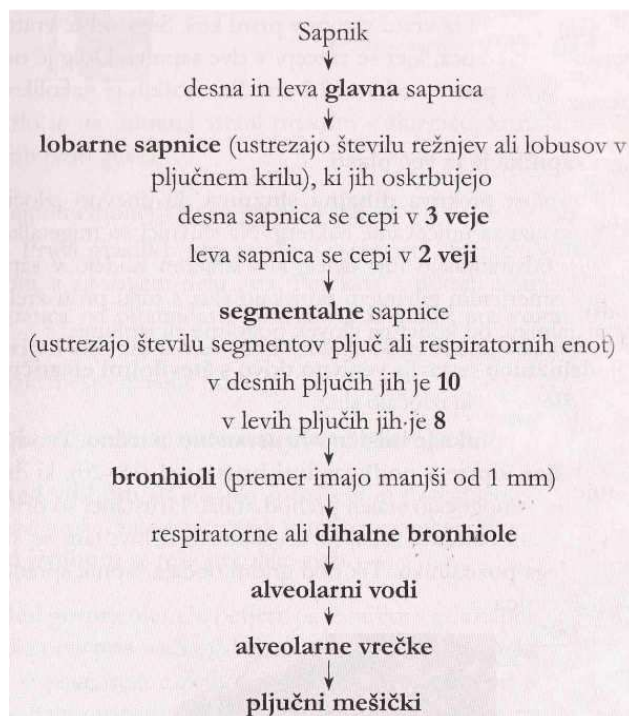 Sapnik
desna in leva glavna sapnica
lobarne sapnice (ustrezajo številu režnjev ali lobusov v
pljučnem krilu), ki jih oskrbujejo
desna sapnica se cepi v 3 veje
leva sapnica se cepi v 2 veji
segmentalne sapnice
(ustrezajo številu segmentov pljuč ali respiratornih enot)
v desnih pljučih jih je 10
v levih pljučih jih je 8
bronhioli (premer imajo manjši od 1 mm)
respiratorne ali dihalne bronhiole
alveolarni vodi
alveolarne vrečke
pljučni mešički